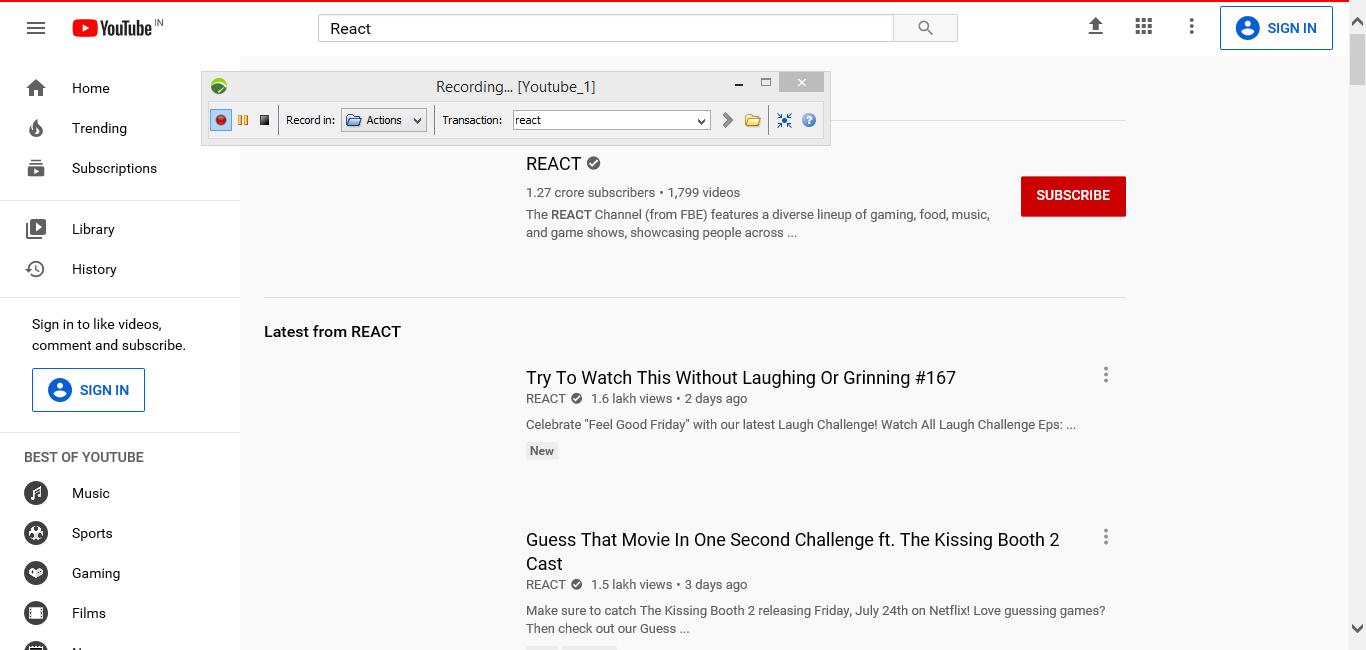 YouTube IN
React
SIGN IN
Home
Trending
Subscriptions
Library
History
Sign in to like videos,
comment and subscribe.
SIGN IN
BEST OF YOUTUBE
Music
Sports
Gaming
Films
Recording... [Youtube_1]
Record in: Actions Transaction: react
REACT
1.27 crore subscribers • 1,799 videos
The REACT Channel (from FBE) features a diverse lineup of gaming, food, music,
and game shows, showcasing people across ...
SUBSCRIBE
Latest from REACT
Try To Watch This Without Laughing Or Grinning #167
REACT 1.6 lakh views • 2 days ago
Celebrate "Feel Good Friday" with our latest Laugh Challenge! Watch All Laugh Challenge Eps: ...
New
Guess That Movie In One Second Challenge ft. The Kissing Booth 2
Cast
REACT 1.5 lakh views • 3 days ago
Make sure to catch The Kissing Booth 2 releasing Friday, July 24th on Netflix! Love guessing games?
Then check out our Guess ...